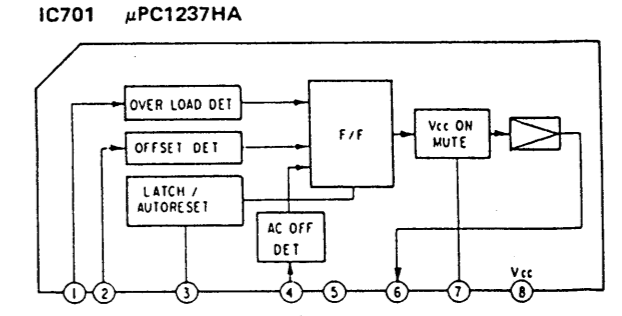 IC701 μPC1237HA
OVER LOAD DET
OFFSET DET
LATCH /
AUTORESET
F/F
Vcc ON
MUTE
AC OFF
DET
Vcc
1 2 3 4 5 6 7 8